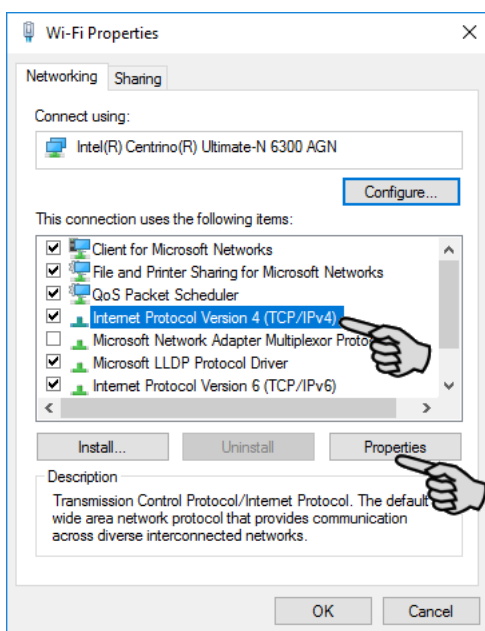 Wi-Fi Properties
Networking Sharing
Connect using:
Intel(R) Centrino(R) Ultimate-N 6300 AGN
Configure...
This connection uses the following items:
Client for Microsoft Networks
File and Printer Sharing for Microsoft Networks
QoS Packet Scheduler
Internet Protocol Version 4 (TCP/IPv4)
Microsoft Network Adapter Multiplexor Proto
Microsoft LLDP Protocol Driver
Internet Protocol Version 6 (TCP/IPv6)
Install... Uninstall Properties
Description
Transmission Control Protocol/Internet Protocol. The default
wide area network protocol that provides communication
across diverse interconnected networks.
OK Cancel